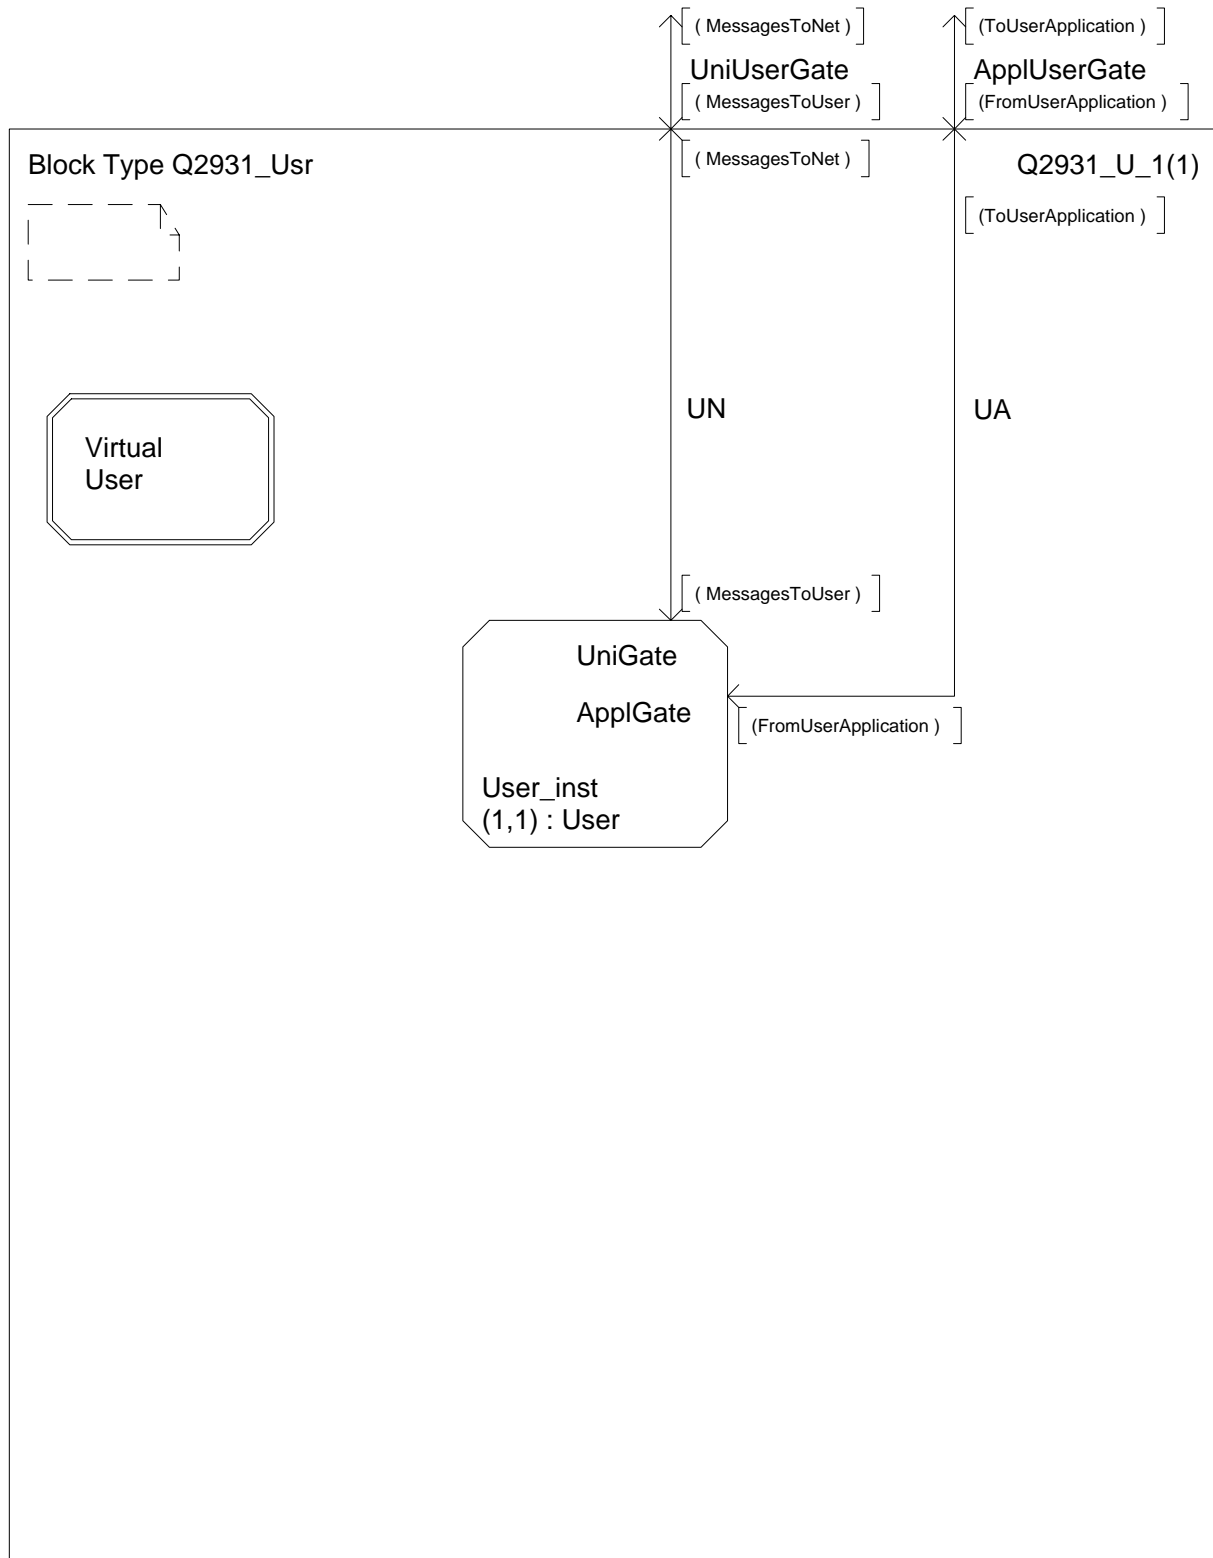 ( MessagesToNet )
(ToUserApplication )
UniUserGate
ApplUserGate
( MessagesToUser )
(FromUserApplication )
Block Type Q2931_Usr
( MessagesToNet )
Q2931_U_1(1)
(ToUserApplication )
UN
UA
Virtual
User
( MessagesToUser )
UniGate
ApplGate
(FromUserApplication )
User_inst
(1,1) : User